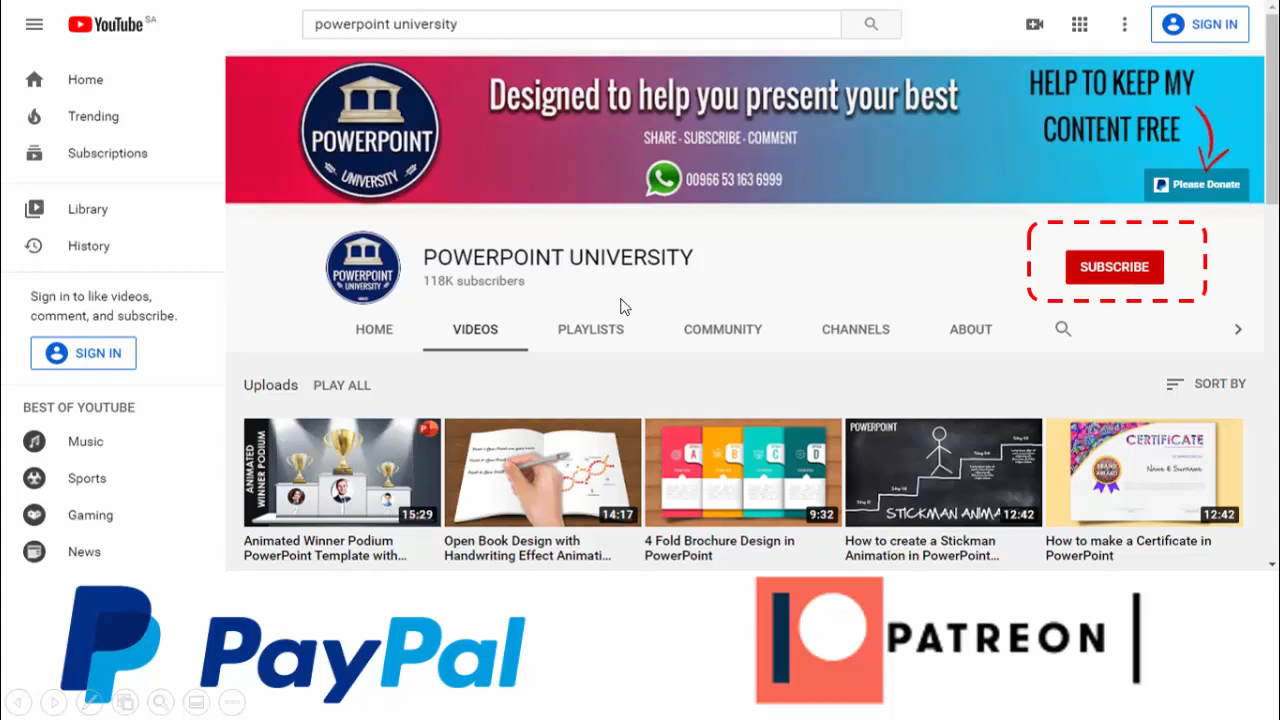 YouTube SA
powerpoint university
SIGN IN
Home
Trending
Subscriptions
Library
History
Sign in to like videos,
comment, and subscribe.
SIGN IN
BEST OF YOUTUBE
Music
Sports
Gaming
News
POWERPOINT
UNIVERSITY
Designed to help you present your best
SHARE - SUBSCRIBE - COMMENT
00966 53 163 6999
HELP TO KEEP MY
CONTENT FREE
Please Donate
POWERPOINT
UNIVERSITY
POWERPOINT UNIVERSITY
118K subscribers
SUBSCRIBE
HOME
VIDEOS
PLAYLISTS
COMMUNITY
CHANNELS
ABOUT
Uploads
PLAY ALL
SORT BY
ANIMATED
WINNER PODIUM
15:29
Animated Winner Podium
PowerPoint Template with...
14:17
Open Book Design with
Handwriting Effect Animati...
A B C D
9:32
4 Fold Brochure Design in
PowerPoint
POWERPOINT
STICKMAN ANIMA
12:42
How to create a Stickman
Animation in PowerPoint...
CERTIFICATE
BRAND
AWARD
Name & Surname
12:42
How to make a Certificate in
PowerPoint
PayPal
PATREON